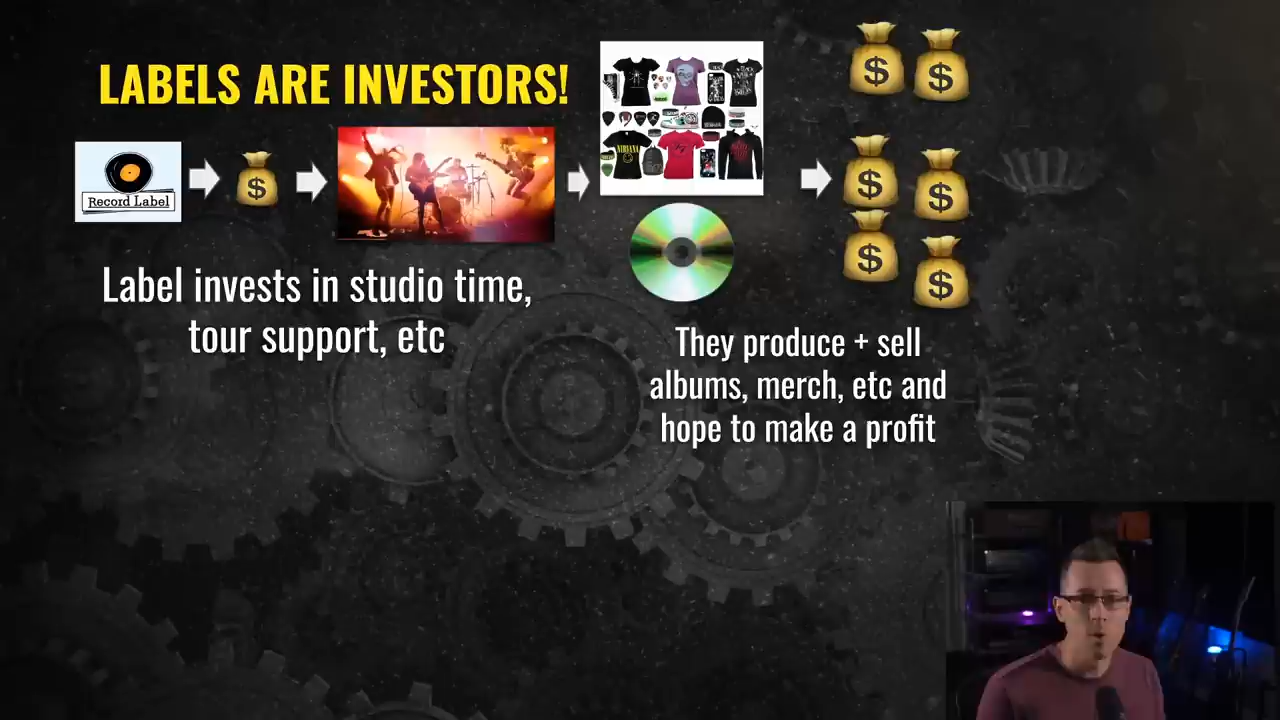 LABELS ARE INVESTORS!
Record Label
$
NIRVANA
Label invests in studio time,
tour support, etc
They produce + sell
albums, merch, etc and
hope to make a profit
$
$
$
$
$
$